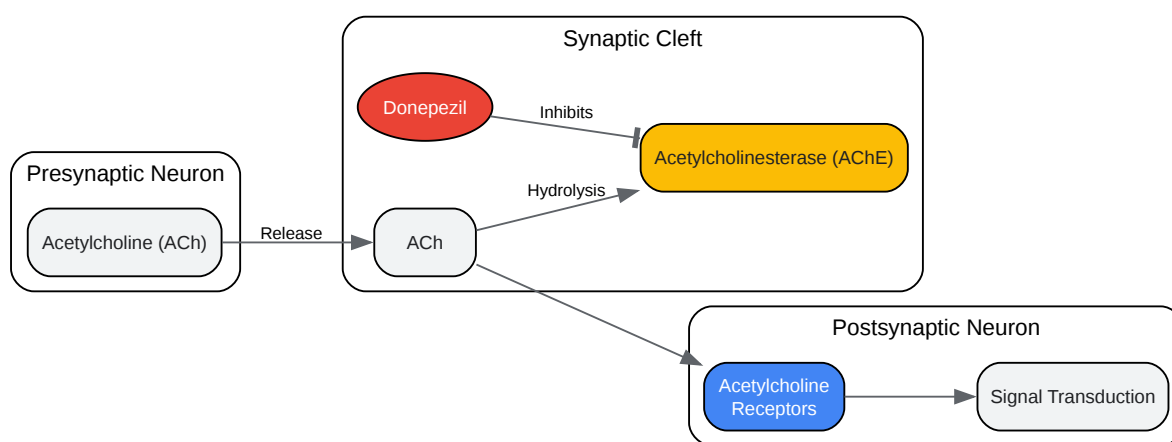 Synaptic Cleft
Donepezil
Inhibits
Acetylcholinesterase (AChE)
Presynaptic Neuron
Hydrolysis
Acetylcholine (ACh)
Release
ACh
Postsynaptic Neuron
Acetylcholine
Receptors
Signal Transduction